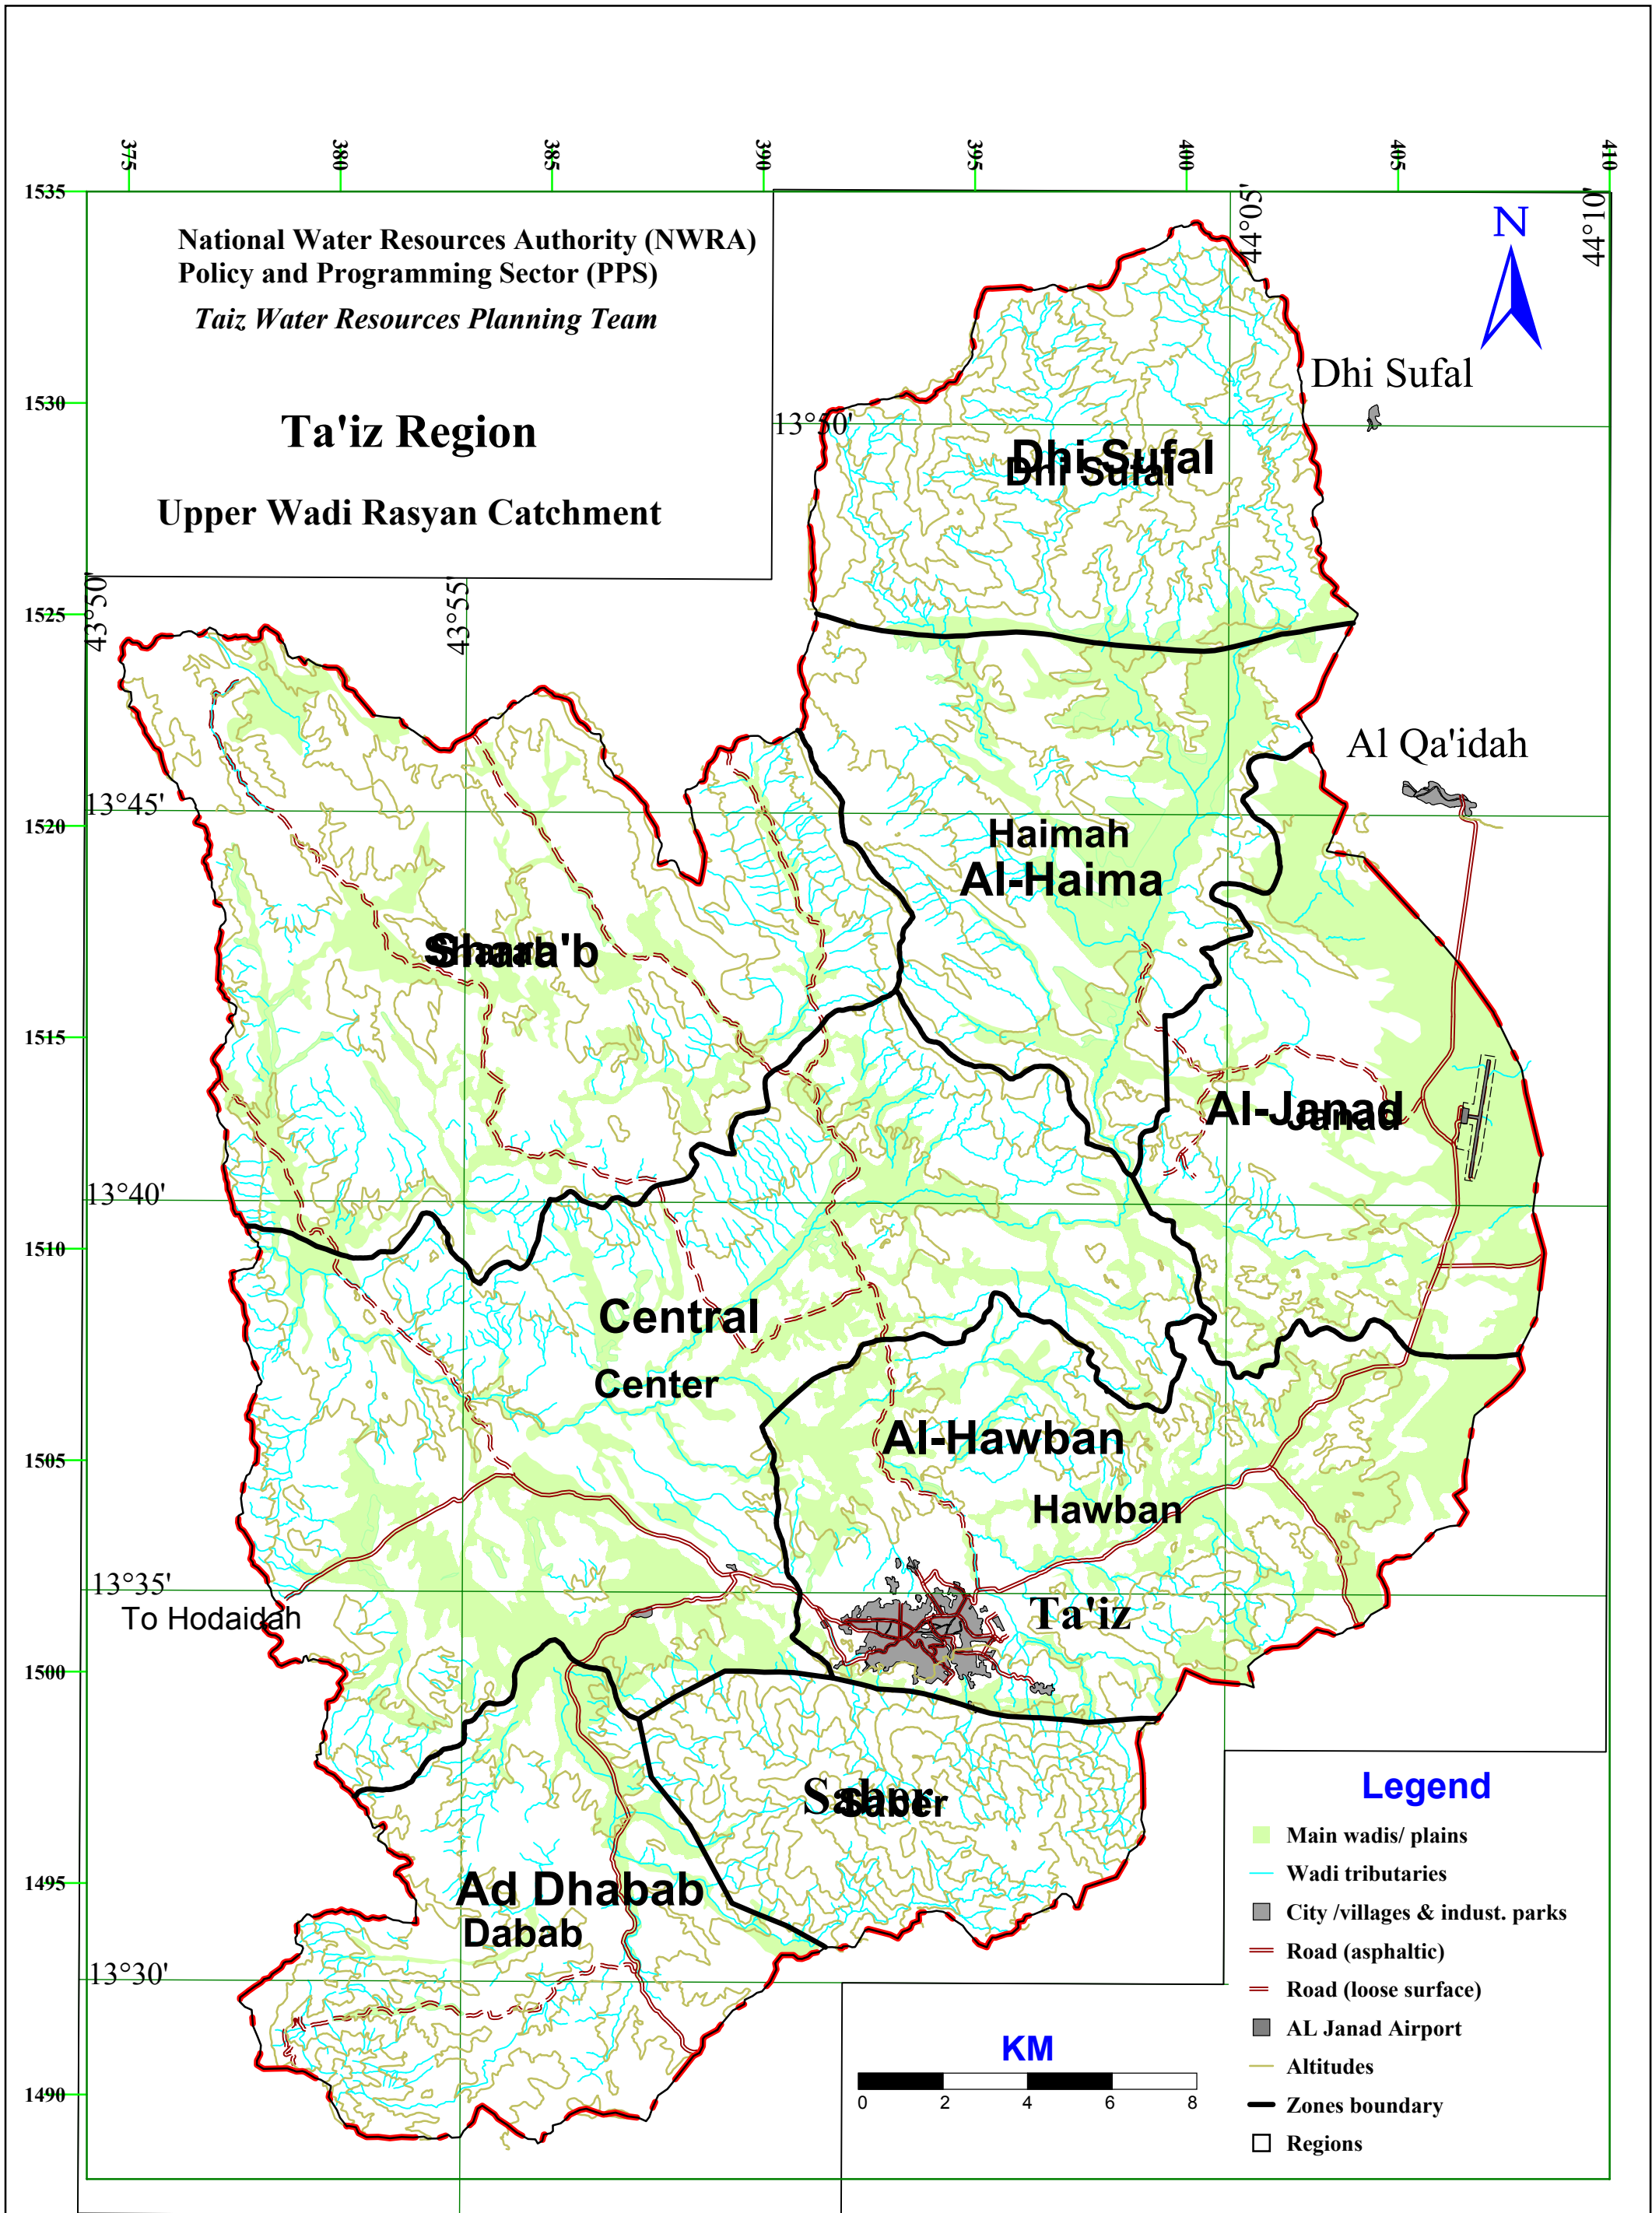 375
380
385
390
395
400
405
410
1535
1530
1525
1520
1515
1510
1505
1500
1495
1490
National Water Resources Authority (NWRA)
Policy and Programming Sector (PPS)
Taiz Water Resources Planning Team
Ta'iz Region
Upper Wadi Rasyan Catchment
44°05'
44°10'
N
Dhi Sufal
13°50'
Dhi Sufal
Dhi Sufal
43°50'
43°55'
Al Qa'idah
13°45'
Haimah
Al-Haima
Shara'b
Sharab
Al-Janad
Janad
13°40'
Central
Center
Al-Hawban
Hawban
13°35'
To Hodaidah
Ta'iz
Saber
Saber
Ad Dhabab
Dabab
13°30'
KM
0 2 4 6 8
Legend
Main wadis/ plains
Wadi tributaries
City /villages & indust. parks
Road (asphaltic)
Road (loose surface)
AL Janad Airport
Altitudes
Zones boundary
Regions